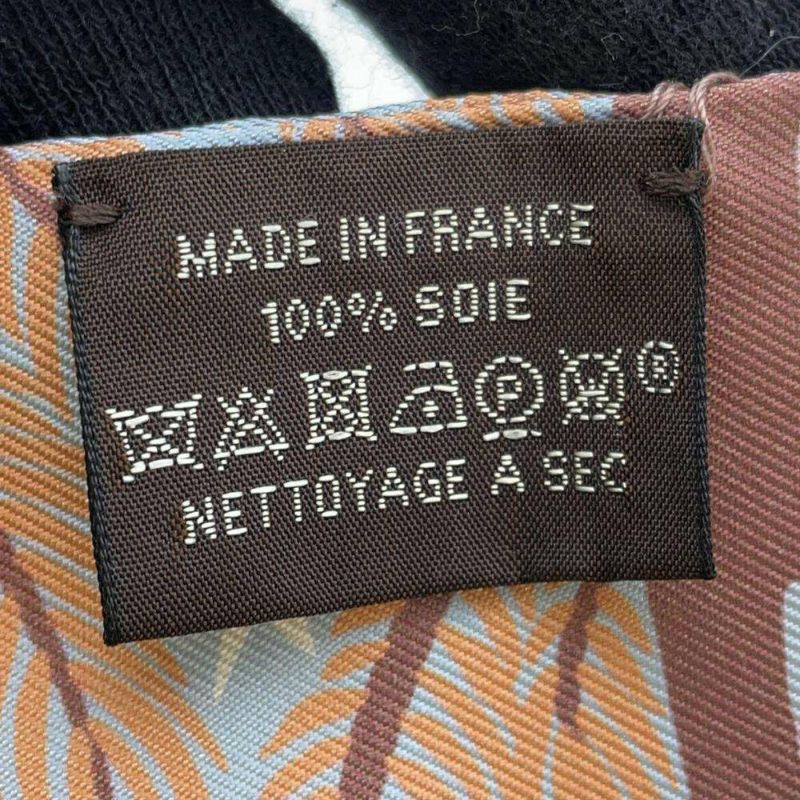 MADE IN FRANCE
100% SOIE
P W ®
NETTOYAGE A SEC